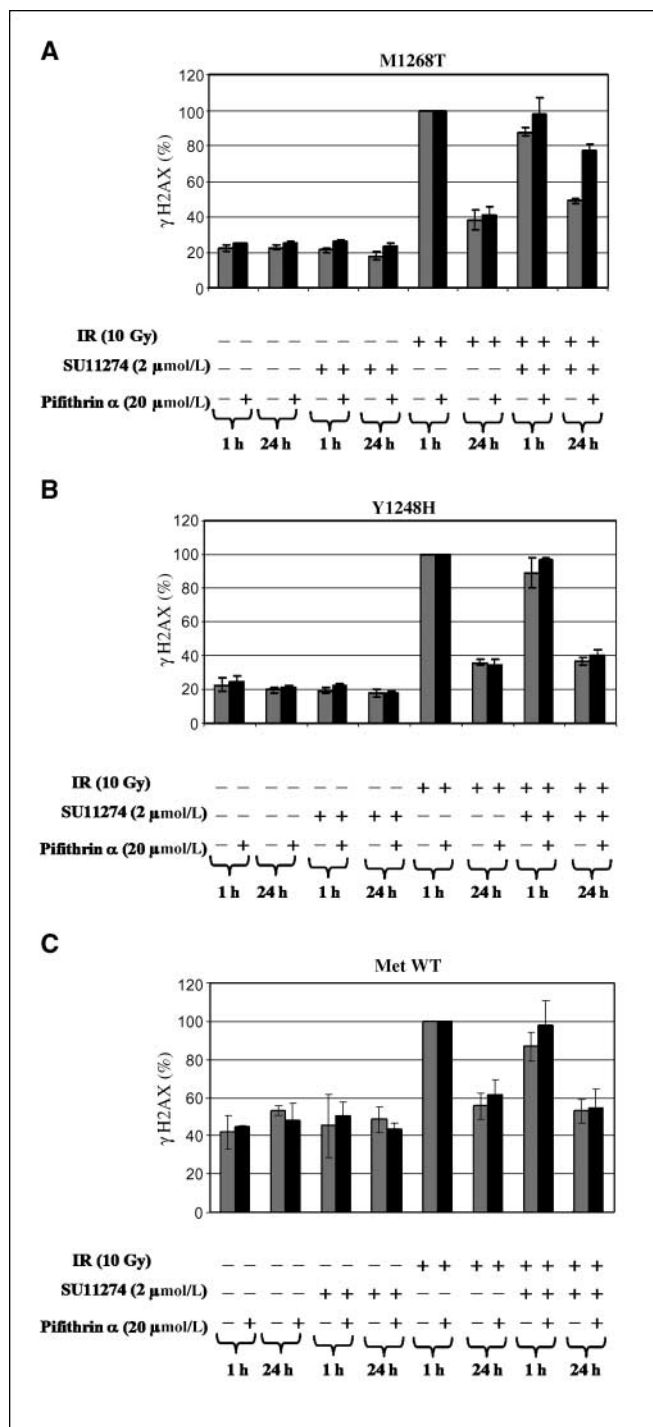 A
M1268T
120
100
80
60
40
20
0
γ H2AX (%)
IR (10 Gy) – – – – – – – – + + + + + + + +
SU11274 (2 μmol/L) – – – – + + + + – – – – + + + +
Pifithrin α (20 μmol/L) – + – + – + – + – + – + – + – +
1 h 24 h 1 h 24 h 1 h 24 h 1 h 24 h
B
Y1248H
120
100
80
60
40
20
0
γ H2AX (%)
IR (10 Gy) – – – – – – – – + + + + + + + +
SU11274 (2 μmol/L) – – – – + + + + – – – – + + + +
Pifithrin α (20 μmol/L) – + – + – + – + – + – + – + – +
1 h 24 h 1 h 24 h 1 h 24 h 1 h 24 h
C
Met WT
120
100
80
60
40
20
0
γ H2AX (%)
IR (10 Gy) – – – – – – – – + + + + + + + +
SU11274 (2 μmol/L) – – – – + + + + – – – – + + + +
Pifithrin α (20 μmol/L) – + – + – + – + – + – + – + – +
1 h 24 h 1 h 24 h 1 h 24 h 1 h 24 h